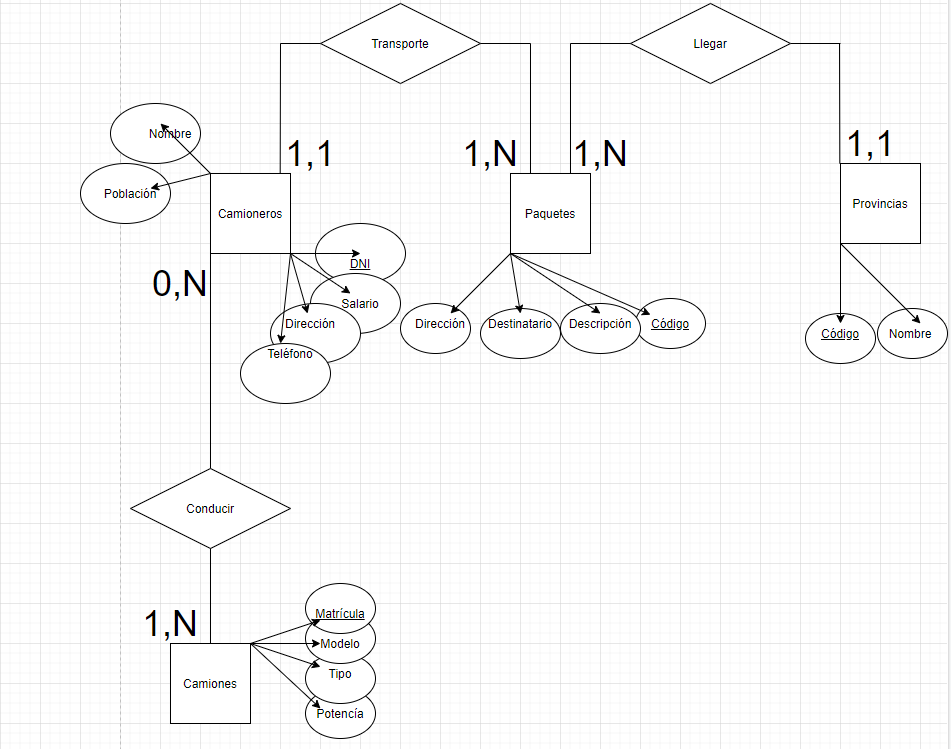 Transporte
Llegar
Nombre
1,1
1,N
1,N
1,1
Población
Camioneros
Paquetes
Provincias
DNI
0,N
Salario
Dirección
Dirección
Destinatario
Descripción
Código
Código
Nombre
Teléfono
Conducir
1,N
Matrícula
Modelo
Tipo
Camiones
Potencía